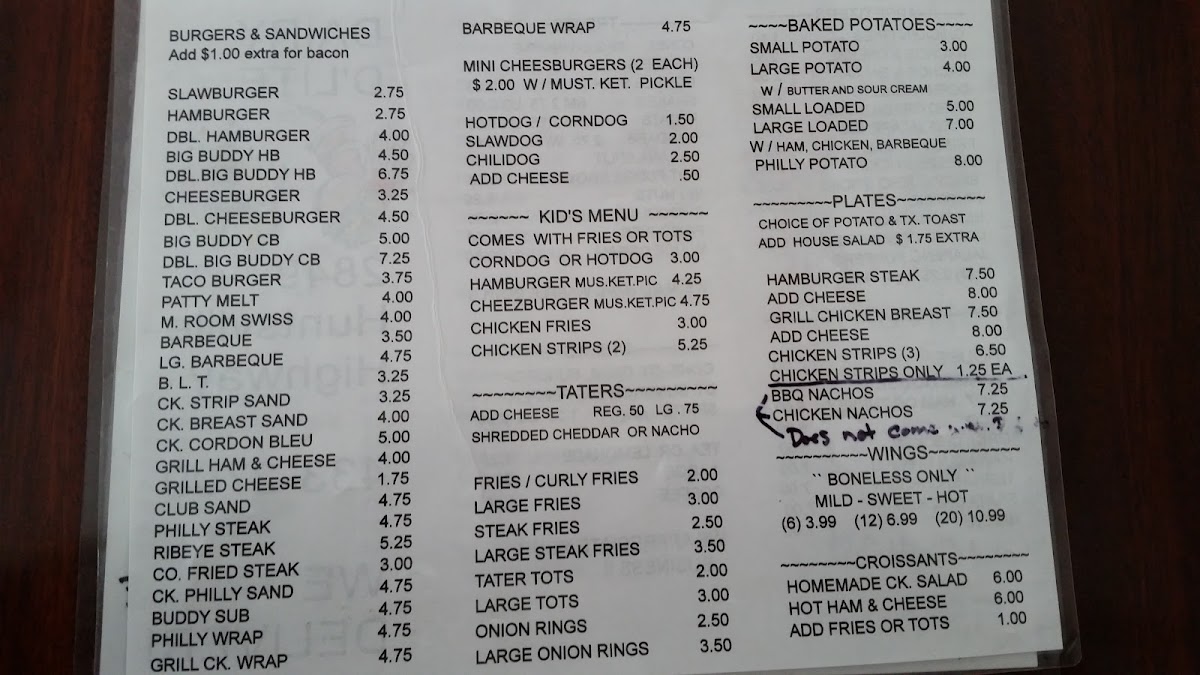 BURGERS & SANDWICHES
Add $1.00 extra for bacon
SLAWBURGER 2.75
HAMBURGER 2.75
DBL. HAMBURGER 4.00
BIG BUDDY HB 4.50
DBL.BIG BUDDY HB 6.75
CHEESEBURGER 3.25
DBL. CHEESEBURGER 4.50
BIG BUDDY CB 5.00
DBL. BIG BUDDY CB 7.25
TACO BURGER 3.75
PATTY MELT 4.00
M. ROOM SWISS 4.00
BARBEQUE 3.50
LG. BARBEQUE 4.75
B. L. T. 3.25
CK. STRIP SAND 3.25
CK. BREAST SAND 4.00
CK. CORDON BLEU 5.00
GRILL HAM & CHEESE 4.00
GRILLED CHEESE 1.75
CLUB SAND 4.75
PHILLY STEAK 4.75
RIBEYE STEAK 5.25
CO. FRIED STEAK 3.00
CK. PHILLY SAND 4.75
BUDDY SUB 4.75
PHILLY WRAP 4.75
GRILL CK. WRAP 4.75
BARBEQUE WRAP 4.75
MINI CHEESBURGERS (2 EACH)
$ 2.00 W / MUST. KET. PICKLE
HOTDOG / CORNDOG 1.50
SLAWDOG 2.00
CHILIDOG 2.50
ADD CHEESE .50
~~~~~~ KID'S MENU ~~~~~~
COMES WITH FRIES OR TOTS
CORNDOG OR HOTDOG 3.00
HAMBURGER MUS.KET.PIC 4.25
CHEEZBURGER MUS.KET.PIC 4.75
CHICKEN FRIES 3.00
CHICKEN STRIPS (2) 5.25
~~~~~~~~TATERS~~~~~~~~~
ADD CHEESE REG. 50 LG . 75
SHREDDED CHEDDAR OR NACHO
FRIES / CURLY FRIES 2.00
LARGE FRIES 3.00
STEAK FRIES 2.50
LARGE STEAK FRIES 3.50
TATER TOTS 2.00
LARGE TOTS 3.00
ONION RINGS 2.50
LARGE ONION RINGS 3.50
~~~~BAKED POTATOES~~~~
SMALL POTATO 3.00
LARGE POTATO 4.00
W / BUTTER AND SOUR CREAM
SMALL LOADED 5.00
LARGE LOADED 7.00
W / HAM, CHICKEN, BARBEQUE
PHILLY POTATO 8.00
~~~~~~~~~PLATES~~~~~~~~~
CHOICE OF POTATO & TX. TOAST
ADD HOUSE SALAD $ 1.75 EXTRA
HAMBURGER STEAK 7.50
ADD CHEESE 8.00
GRILL CHICKEN BREAST 7.50
ADD CHEESE 8.00
CHICKEN STRIPS (3) 6.50
CHICKEN STRIPS ONLY 1.25 EA
BBQ NACHOS 7.25
CHICKEN NACHOS 7.25
Does not come
~~~~~~~~~~WINGS~~~~~~~~~~
`` BONELESS ONLY ``
MILD - SWEET - HOT
(6) 3.99 (12) 6.99 (20) 10.99
~~~~~~~~CROISSANTS~~~~~~~~
HOMEMADE CK. SALAD 6.00
HOT HAM & CHEESE 6.00
ADD FRIES OR TOTS 1.00